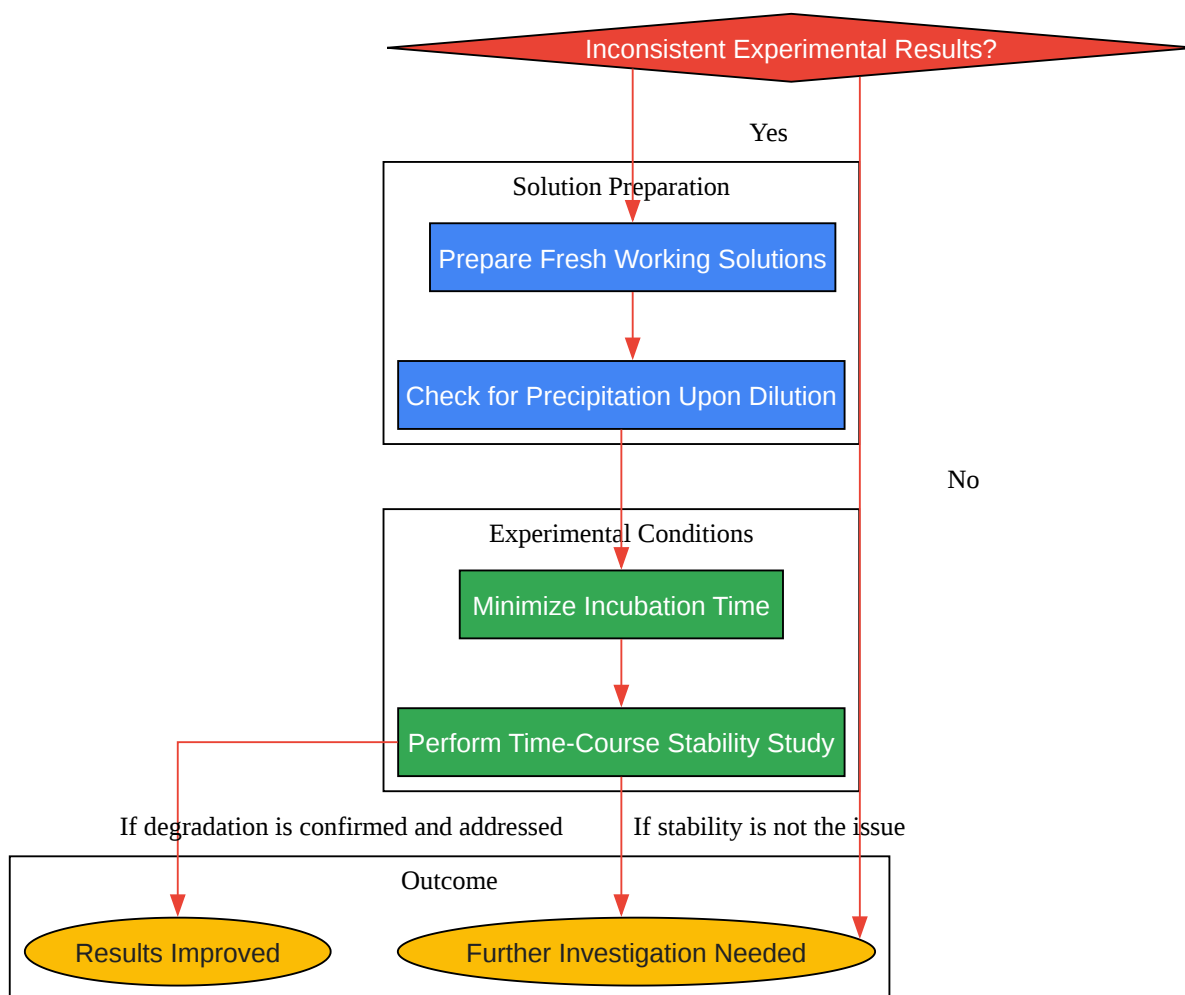 Inconsistent Experimental Results?
Yes
Solution Preparation
Prepare Fresh Working Solutions
Check for Precipitation Upon Dilution
No
Experimental Conditions
Minimize Incubation Time
Perform Time-Course Stability Study
If degradation is confirmed and addressed
If stability is not the issue
Outcome
Results Improved
Further Investigation Needed